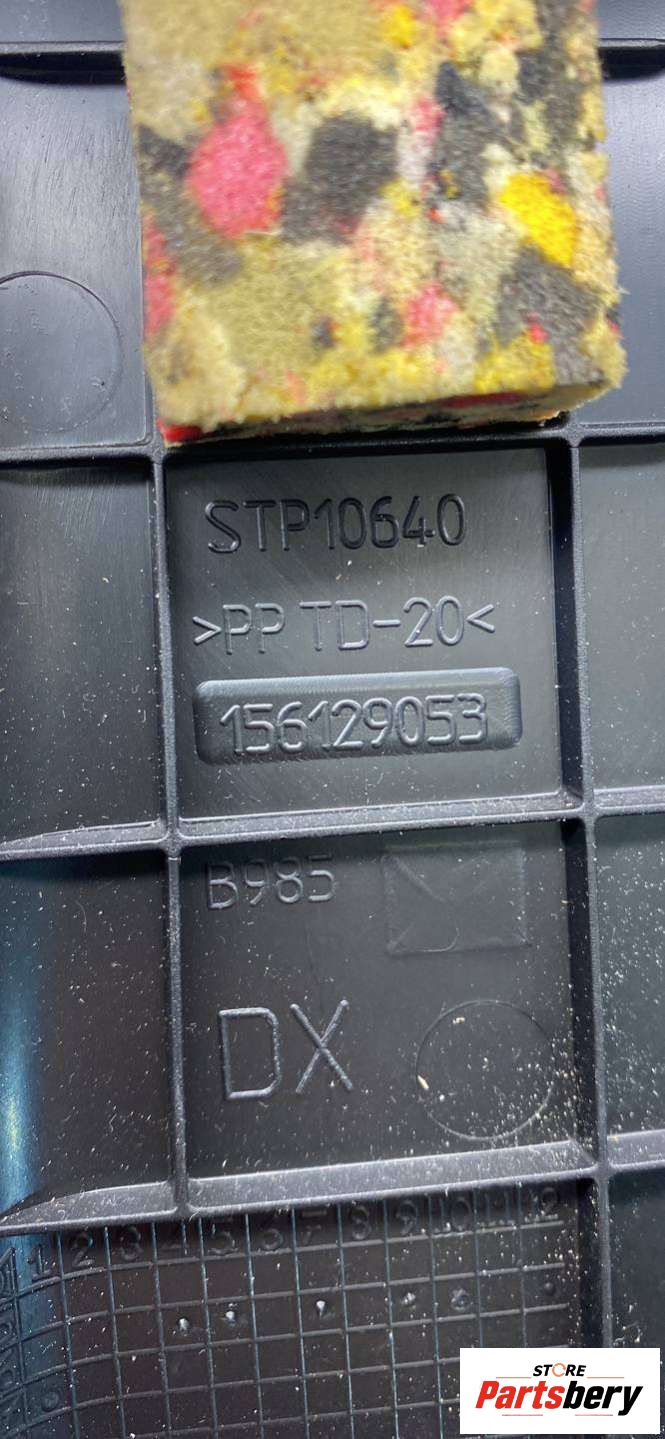 STP10640
>PP TD-20<
156129053
B985
DX
1 2 3 4 5 6 7 8 9 10 11 12
STORE
Partsbery